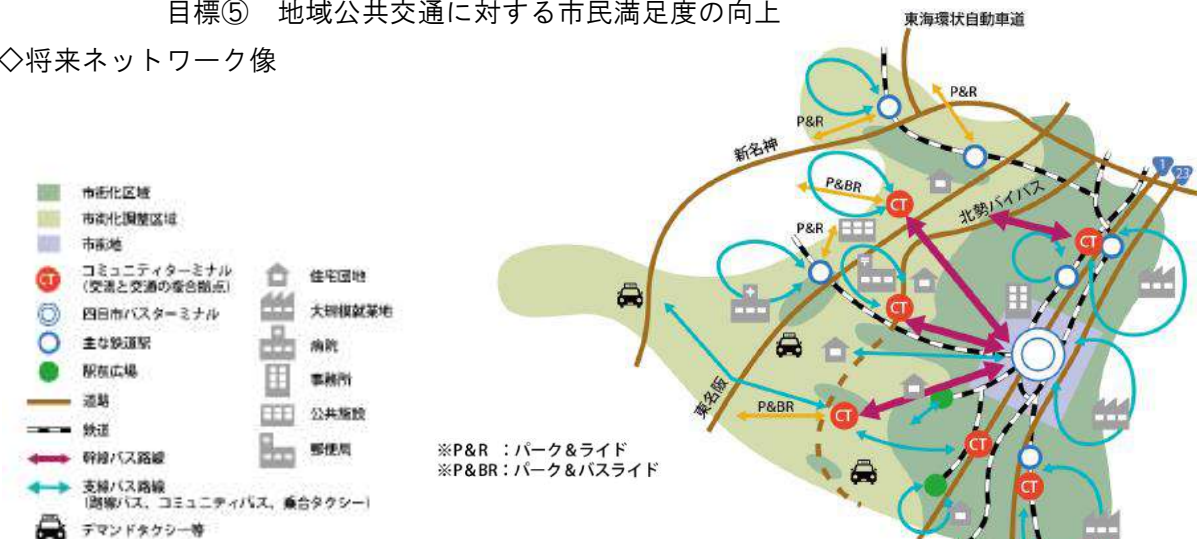 目標⑤ 地域公共交通に対する市民満足度の向上
◇将来ネットワーク像
東海環状自動車道
P&R
P&R
新名神
P&BR
北勢バイパス
1
23
CT
P&R
CT
CT
東名阪
P&BR
CT
CT
CT
市街化区域
市街化調整区域
市街地
CT
コミュニティターミナル
(交流と交通の複合拠点)
四日市バスターミナル
主な鉄道駅
駅前広場
道路
鉄道
幹線バス路線
支線バス路線
(路線バス、コミュニティバス、乗合タクシー)
デマンドタクシー等
住宅団地
大規模就業地
病院
事務所
公共施設
郵便局
※P&R :パーク&ライド
※P&BR:パーク&バスライド